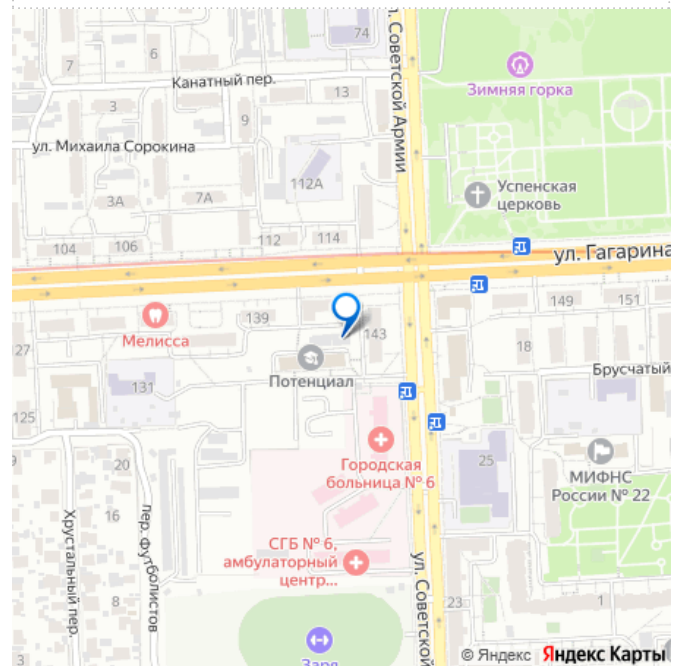 74
6
7
Канатный пер.
3
9
13
ул. Советской Армии
Зимняя горка
ул. Михаила Сорокина
112А
3А
7А
Успенская
церковь
104
106
112
114
ул. Гагарина
139
143
149
151
Мелисса
18
27
131
Потенциал
Брусчатый
125
Городская
больница № 6
25
МИФНС
России № 22
3
20
16
Хрустальный пер.
пер. Футболистов
8
СГБ № 6,
амбулаторный
центр...
ул. Советской
23
1
Заря
© Яндекс Яндекс Карты